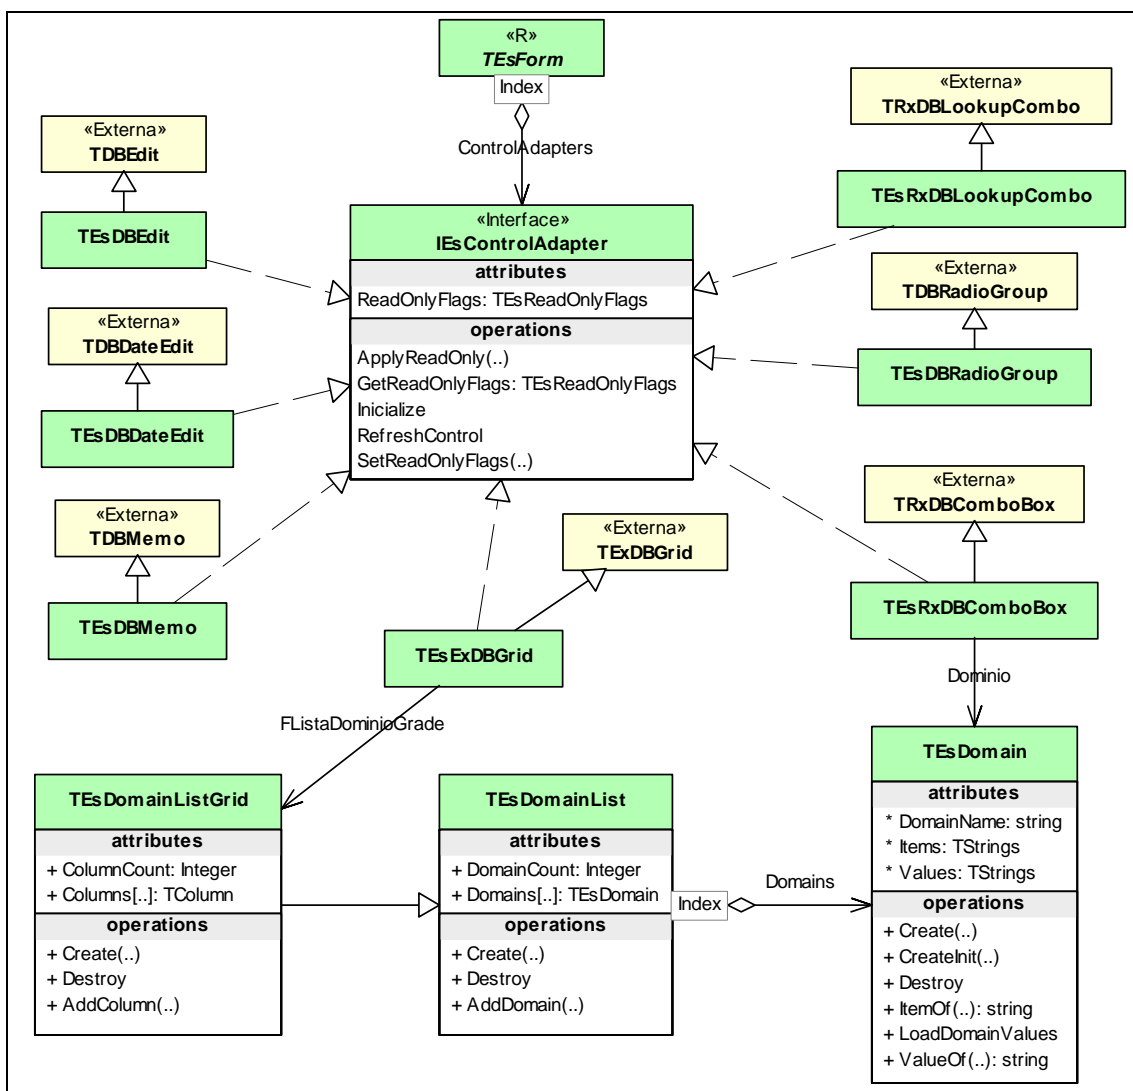 «R»
TEsForm
Index
ControlAdapters
«Externa»
TDBEdit
TEsDBEdit
«Externa»
TRxDBLookupCombo
TEsRxDBLookupCombo
«Interface»
IEsControlAdapter
attributes
ReadOnlyFlags: TEsReadOnlyFlags
operations
ApplyReadOnly(..)
GetReadOnlyFlags: TEsReadOnlyFlags
Inicialize
RefreshControl
SetReadOnlyFlags(..)
«Externa»
TDBDateEdit
TEsDBDateEdit
«Externa»
TDBRadioGroup
TEsDBRadioGroup
«Externa»
TDBMemo
TEsDBMemo
«Externa»
TExDBGrid
TEsExDBGrid
«Externa»
TRxDBComboBox
TEsRxDBComboBox
Dominio
FListaDominioGrade
TEsDomainListGrid
attributes
+ ColumnCount: Integer
+ Columns[..]: TColumn
operations
+ Create(..)
+ Destroy
+ AddColumn(..)
TEsDomainList
attributes
+ DomainCount: Integer
+ Domains[..]: TEsDomain
operations
+ Create(..)
+ Destroy
+ AddDomain(..)
Index
Domains
TEsDomain
attributes
* DomainName: string
* Items: TStrings
* Values: TStrings
operations
+ Create(..)
+ CreateInit(..)
+ Destroy
+ ItemOf(..): string
+ LoadDomainValues
+ ValueOf(..): string